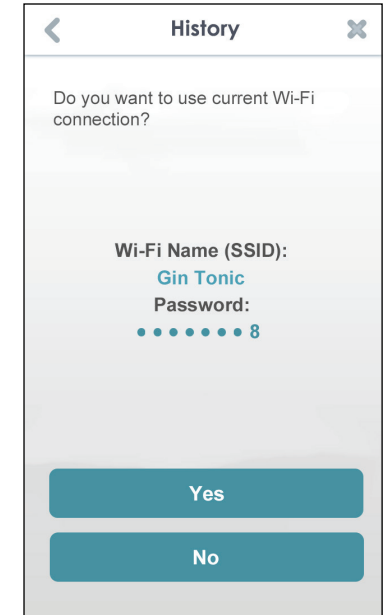 History
Do you want to use current Wi-Fi
connection?
Wi-Fi Name (SSID):
Gin Tonic
Password:
● ● ● ● ● ● ● 8
Yes
No